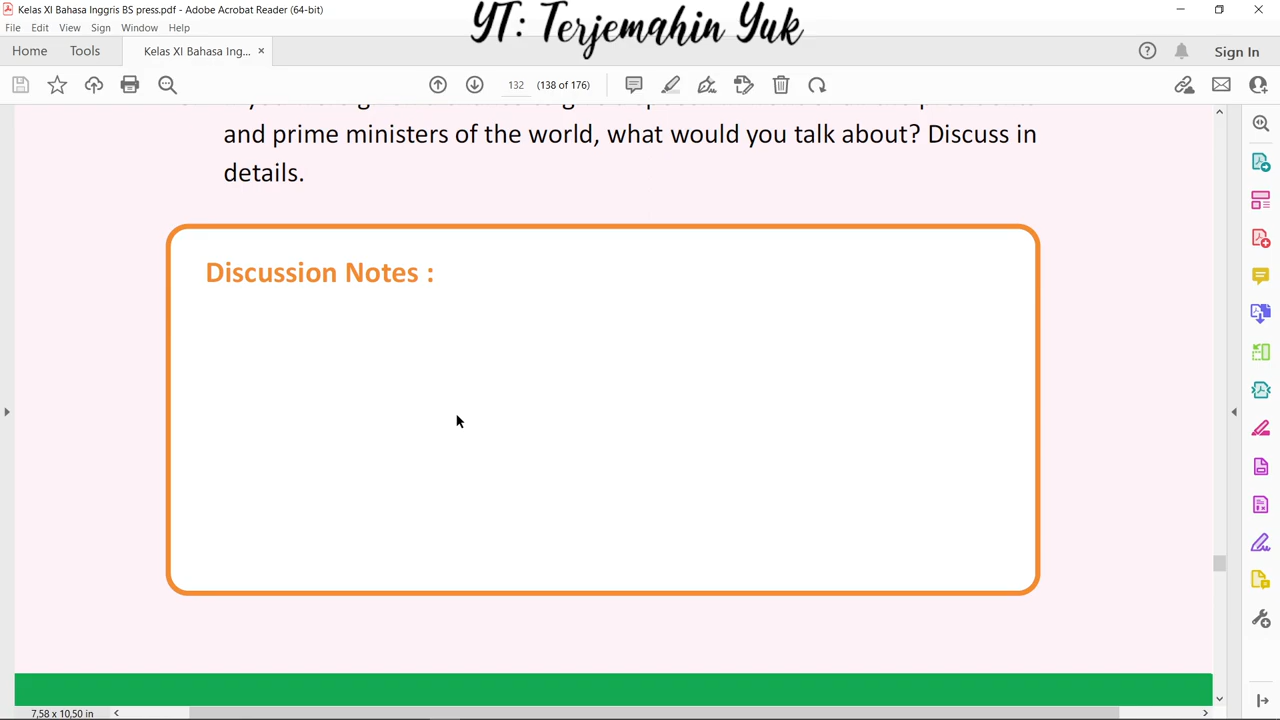 Kelas XI Bahasa Inggris BS press.pdf - Adobe Acrobat Reader (64-bit)
YT: Terjemahin Yuk
File Edit View Sign Window Help
Home Tools Kelas XI Bahasa Ing... × Sign In
132 (138 of 176)
and prime ministers of the world, what would you talk about? Discuss in
details.
Discussion Notes :
7,58 x 10,50 in